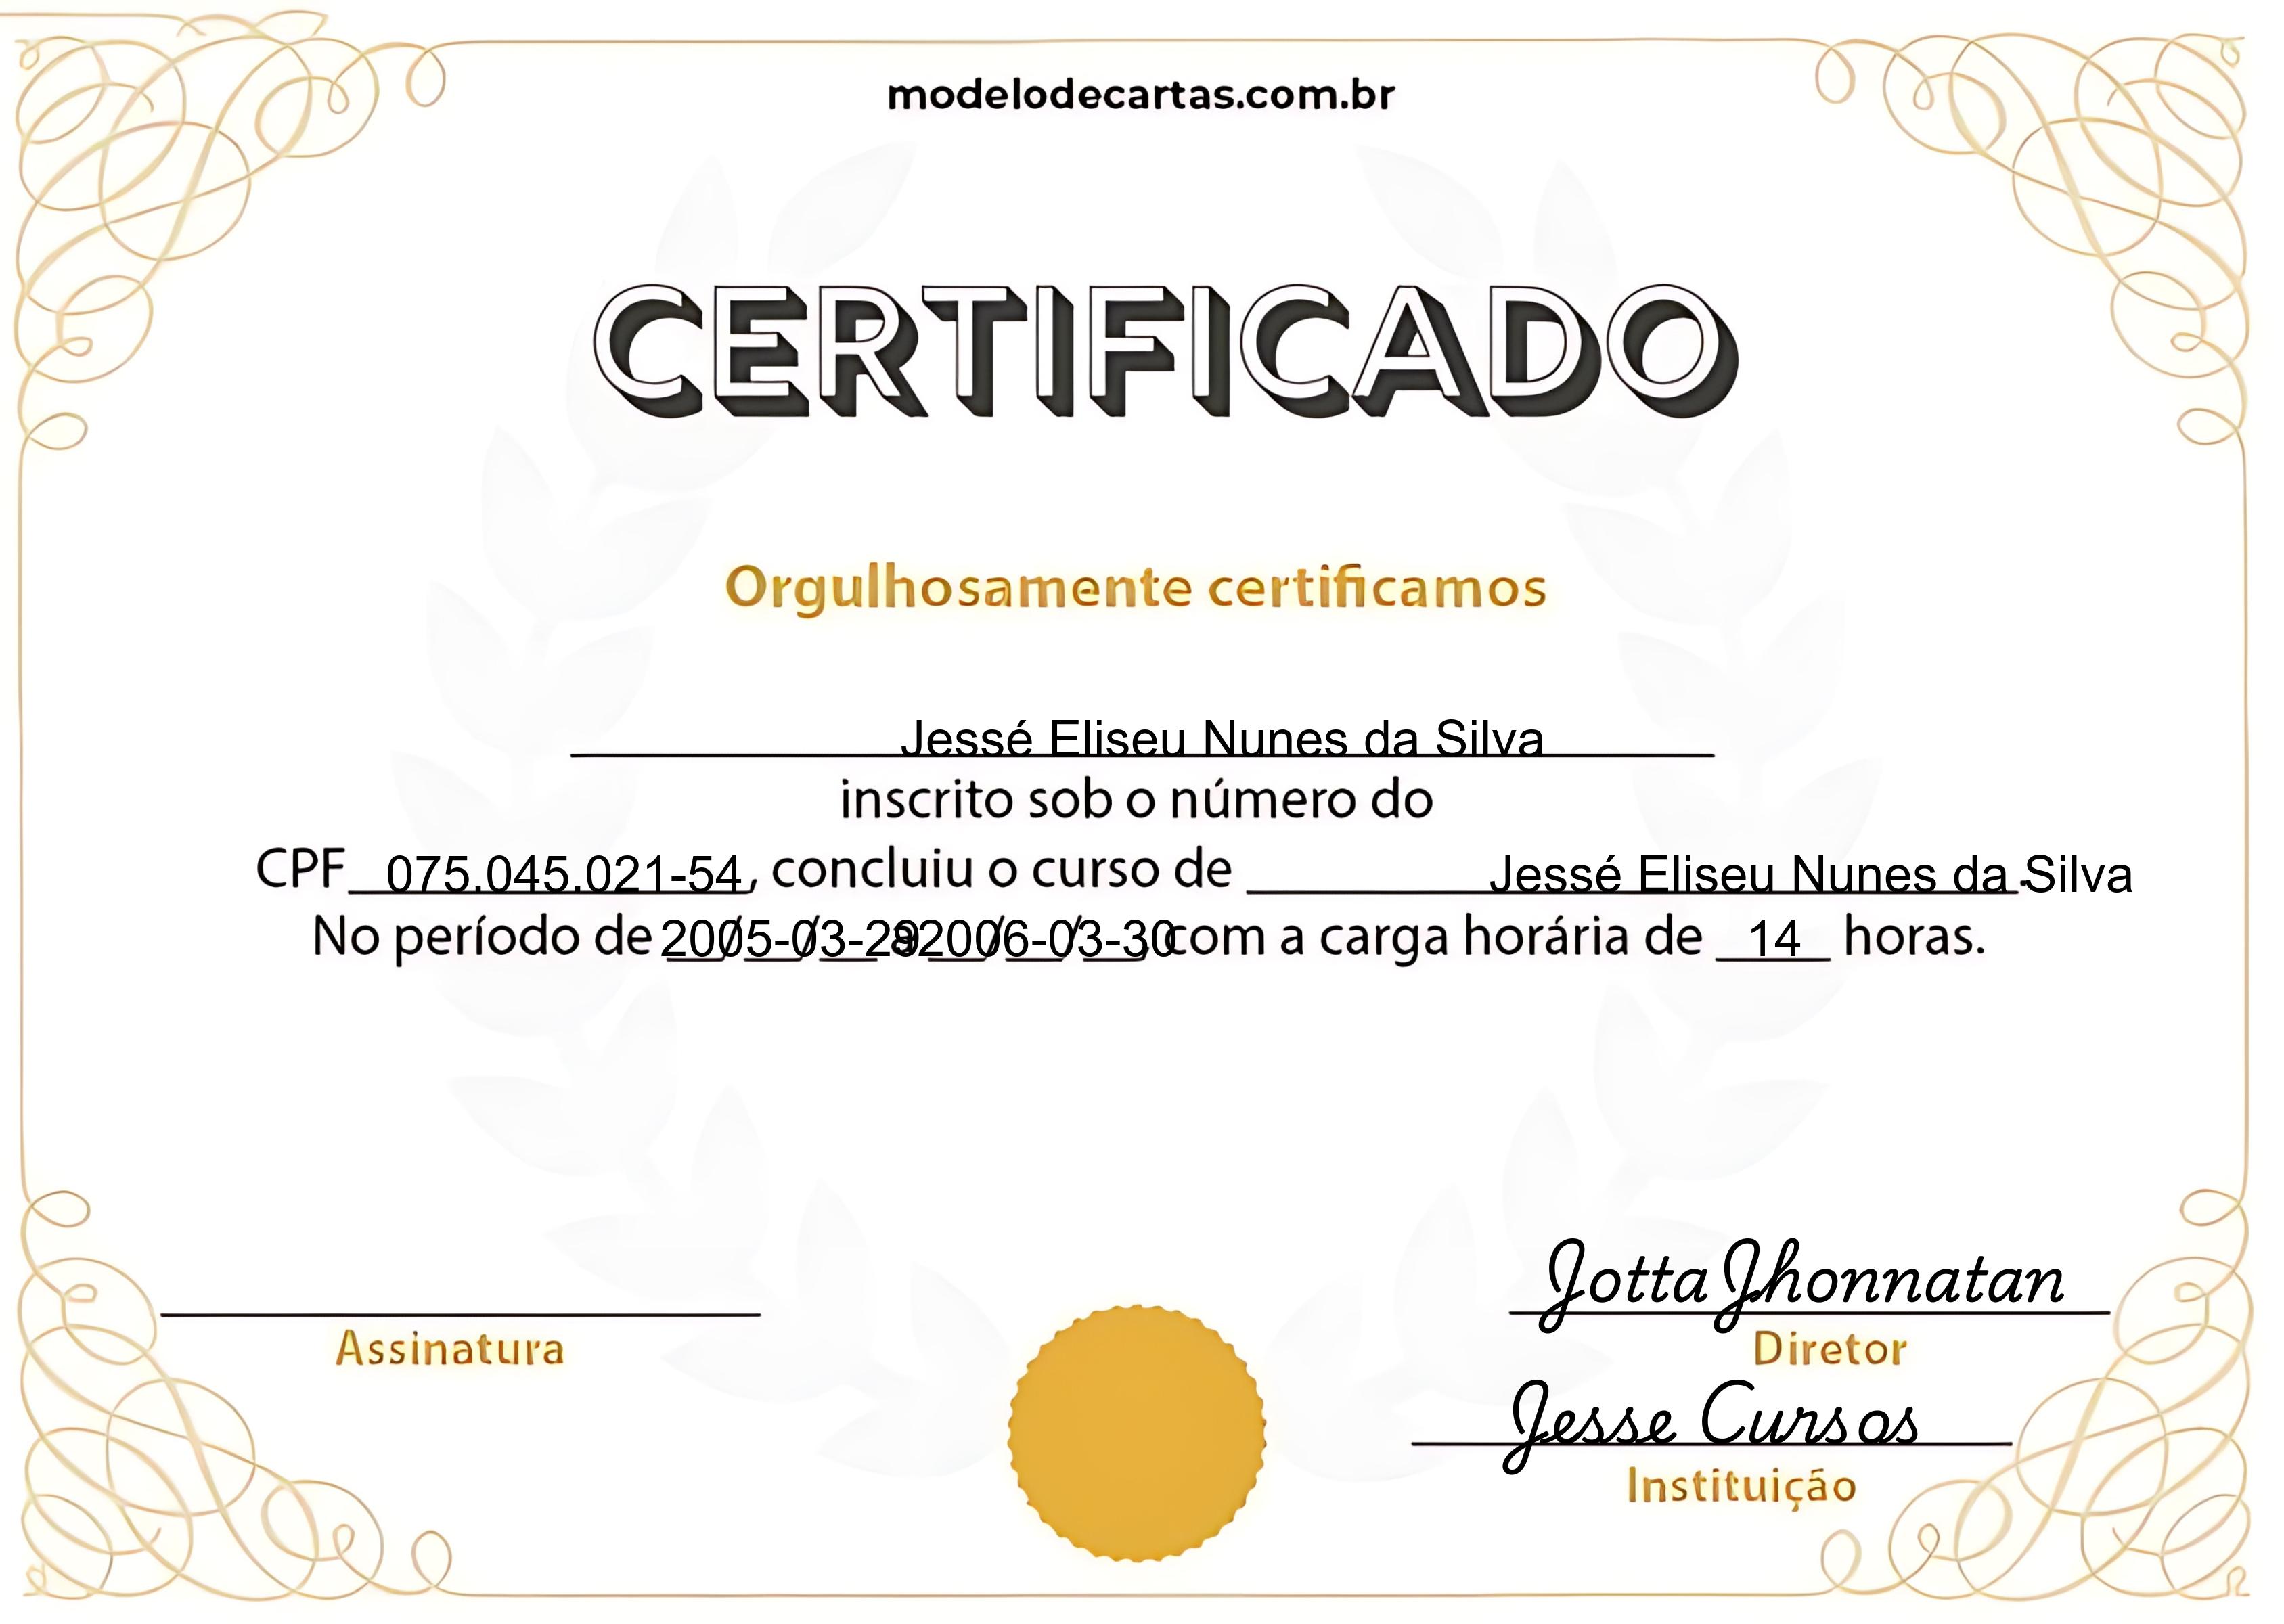 modelodecartas.com.br
CERTIFICADO
Orgulhosamente certificamos
Jessé Eliseu Nunes da Silva
inscrito sob o número do
CPF 075.045.021-54, concluiu o curso de Jessé Eliseu Nunes da Silva.
No período de 2005-03-29 a 2006-03-30, com a carga horária de 14 horas.
Jotta Jhonnatan
Assinatura
Diretor
Jesse Cursos
Instituição